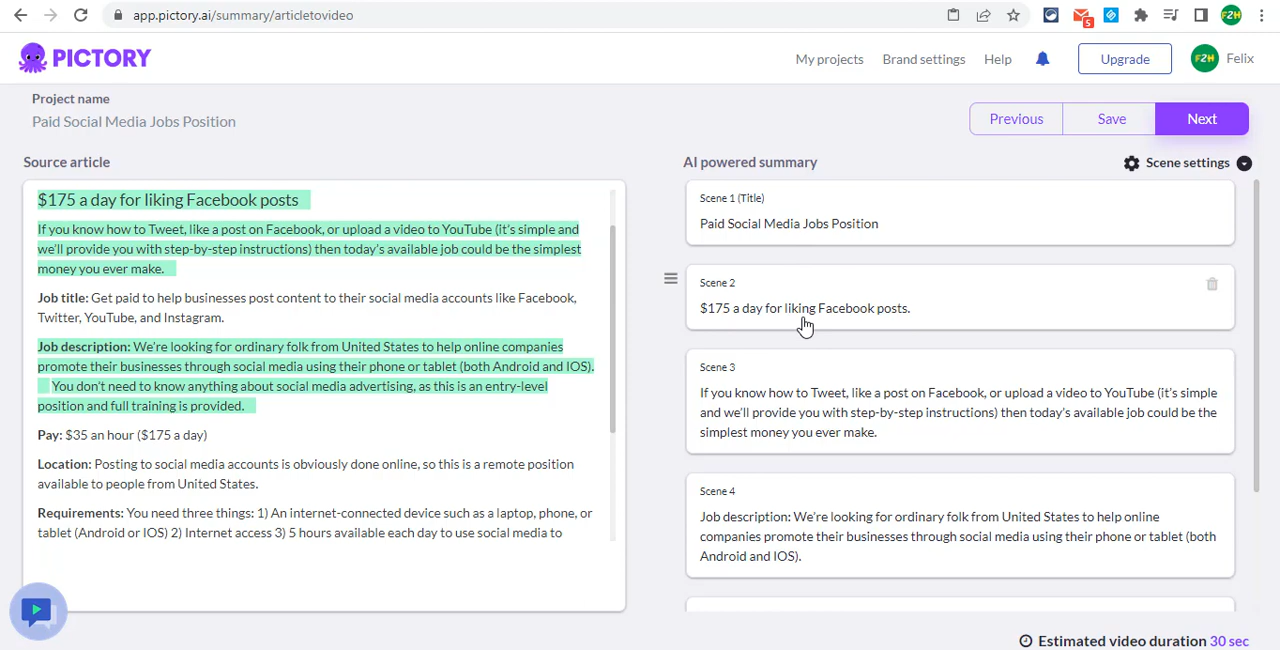 app.pictory.ai/summary/articletovideo
5
F2H
PICTORY
My projects
Brand settings
Help
Upgrade
F2H
Felix
Project name
Paid Social Media Jobs Position
Previous
Save
Next
Source article
$175 a day for liking Facebook posts
If you know how to Tweet, like a post on Facebook, or upload a video to YouTube (it's simple and
we'll provide you with step-by-step instructions) then today's available job could be the simplest
money you ever make.
Job title: Get paid to help businesses post content to their social media accounts like Facebook,
Twitter, YouTube, and Instagram.
Job description: We're looking for ordinary folk from United States to help online companies
promote their businesses through social media using their phone or tablet (both Android and IOS).
You don't need to know anything about social media advertising, as this is an entry-level
position and full training is provided.
Pay: $35 an hour ($175 a day)
Location: Posting to social media accounts is obviously done online, so this is a remote position
available to people from United States.
Requirements: You need three things: 1) An internet-connected device such as a laptop, phone, or
tablet (Android or IOS) 2) Internet access 3) 5 hours available each day to use social media to
AI powered summary
Scene settings
Scene 1 (Title)
Paid Social Media Jobs Position
Scene 2
$175 a day for liking Facebook posts.
Scene 3
If you know how to Tweet, like a post on Facebook, or upload a video to YouTube (it's simple
and we'll provide you with step-by-step instructions) then today's available job could be the
simplest money you ever make.
Scene 4
Job description: We're looking for ordinary folk from United States to help online
companies promote their businesses through social media using their phone or tablet (both
Android and IOS).
Estimated video duration 30 sec